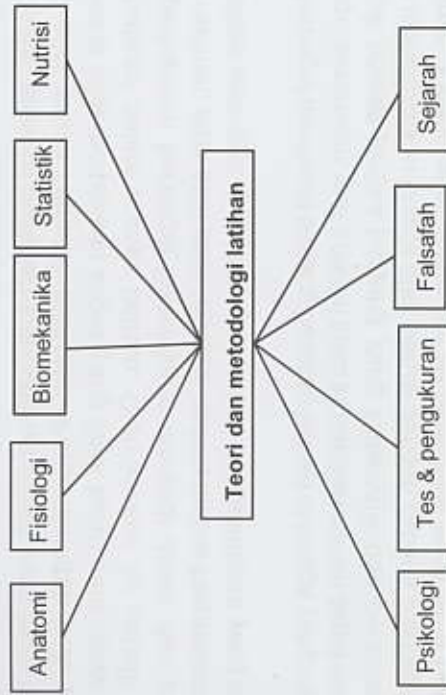 Anatomi
Fisiologi
Biomekanika
Statistik
Nutrisi
Teori dan metodologi latihan
Psikologi
Tes & pengukuran
Falsafah
Sejarah